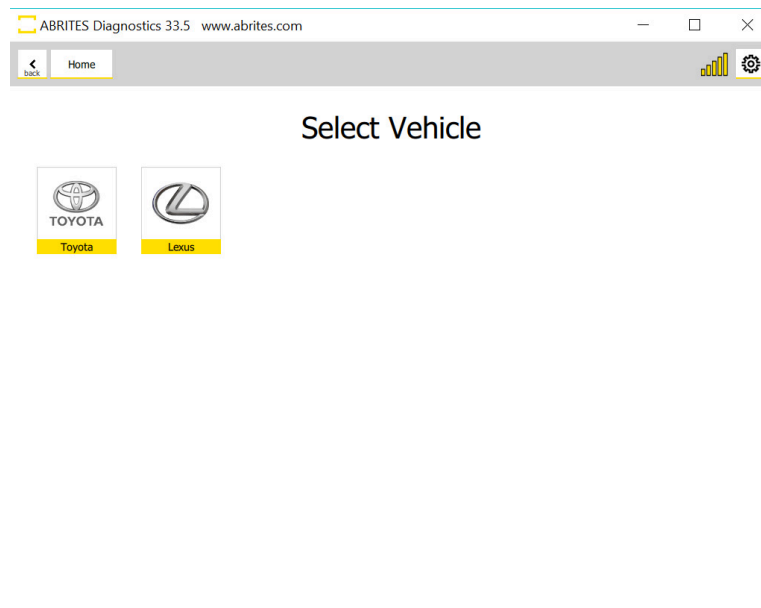 ABRITES Diagnostics 33.5 www.abrites.com
back
Home
Select Vehicle
TOYOTA
Toyota
Lexus